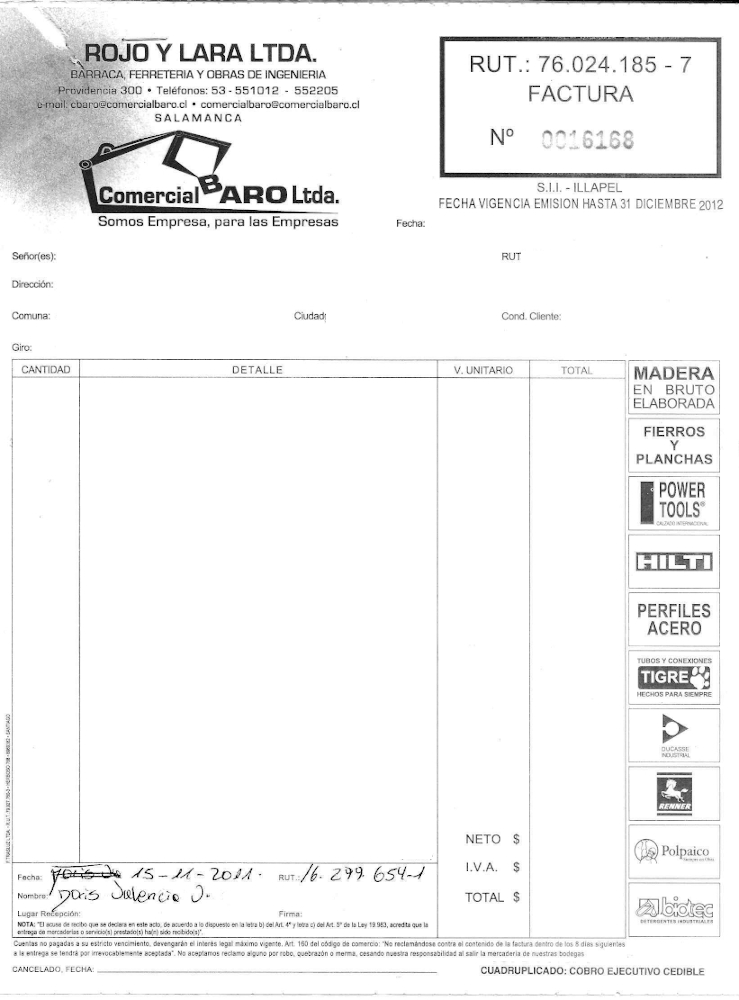 ROJO Y LARA LTDA.
BARRACA, FERRETERIA Y OBRAS DE INGENIERIA
Providencia 300 • Teléfonos: 53 - 551012 - 552205
e-mail: cbaro@comercialbaro.cl • comercialbaro@comercialbaro.cl
SALAMANCA
Comercial BARO Ltda.
Somos Empresa, para las Empresas
RUT.: 76.024.185 - 7
FACTURA
Nº 0016168
S.I.I. - ILLAPEL
FECHA VIGENCIA EMISION HASTA 31 DICIEMBRE 2012
Fecha:
Señor(es): RUT
Dirección:
Comuna: Ciudad: Cond. Cliente:
Giro:
CANTIDAD DETALLE V. UNITARIO TOTAL
MADERA
EN BRUTO
ELABORADA
FIERROS
Y
PLANCHAS
POWER
TOOLS®
CALZADO INTERNACIONAL
HILTI
PERFILES
ACERO
TUBOS Y CONEXIONES
TIGRE
HECHOS PARA SIEMPRE
DUCASSE
INDUSTRIAL
RENNER
Polpaico
biotec
DETERGENTES INDUSTRIALES
NETO $
I.V.A. $
TOTAL $
Fecha: 15-11-2011. RUT.: 16.299.654-1
Nombre: Doris Valencia J.
Lugar Recepción: Firma:
NOTA: "El acuse de recibo que se declara en este acto, de acuerdo a lo dispuesto en la letra b) del Art. 4º y letra c) del Art. 5º de la Ley 19.983, acredita que la
entrega de mercaderías o servicio(s) prestado(s) ha(n) sido recibido(s)".
Cuentas no pagadas a su estricto vencimiento, devengarán el interés legal máximo vigente. Art. 160 del código de comercio: "No reclamándose contra el contenido de la factura dentro de los 8 días siguientes
a la entrega se tendrá por irrevocablemente aceptada". No aceptamos reclamo alguno por robo, quebrazón o merma, cesando nuestra responsabilidad al salir la mercadería de nuestras bodegas
CANCELADO, FECHA:
CUADRUPLICADO: COBRO EJECUTIVO CEDIBLE